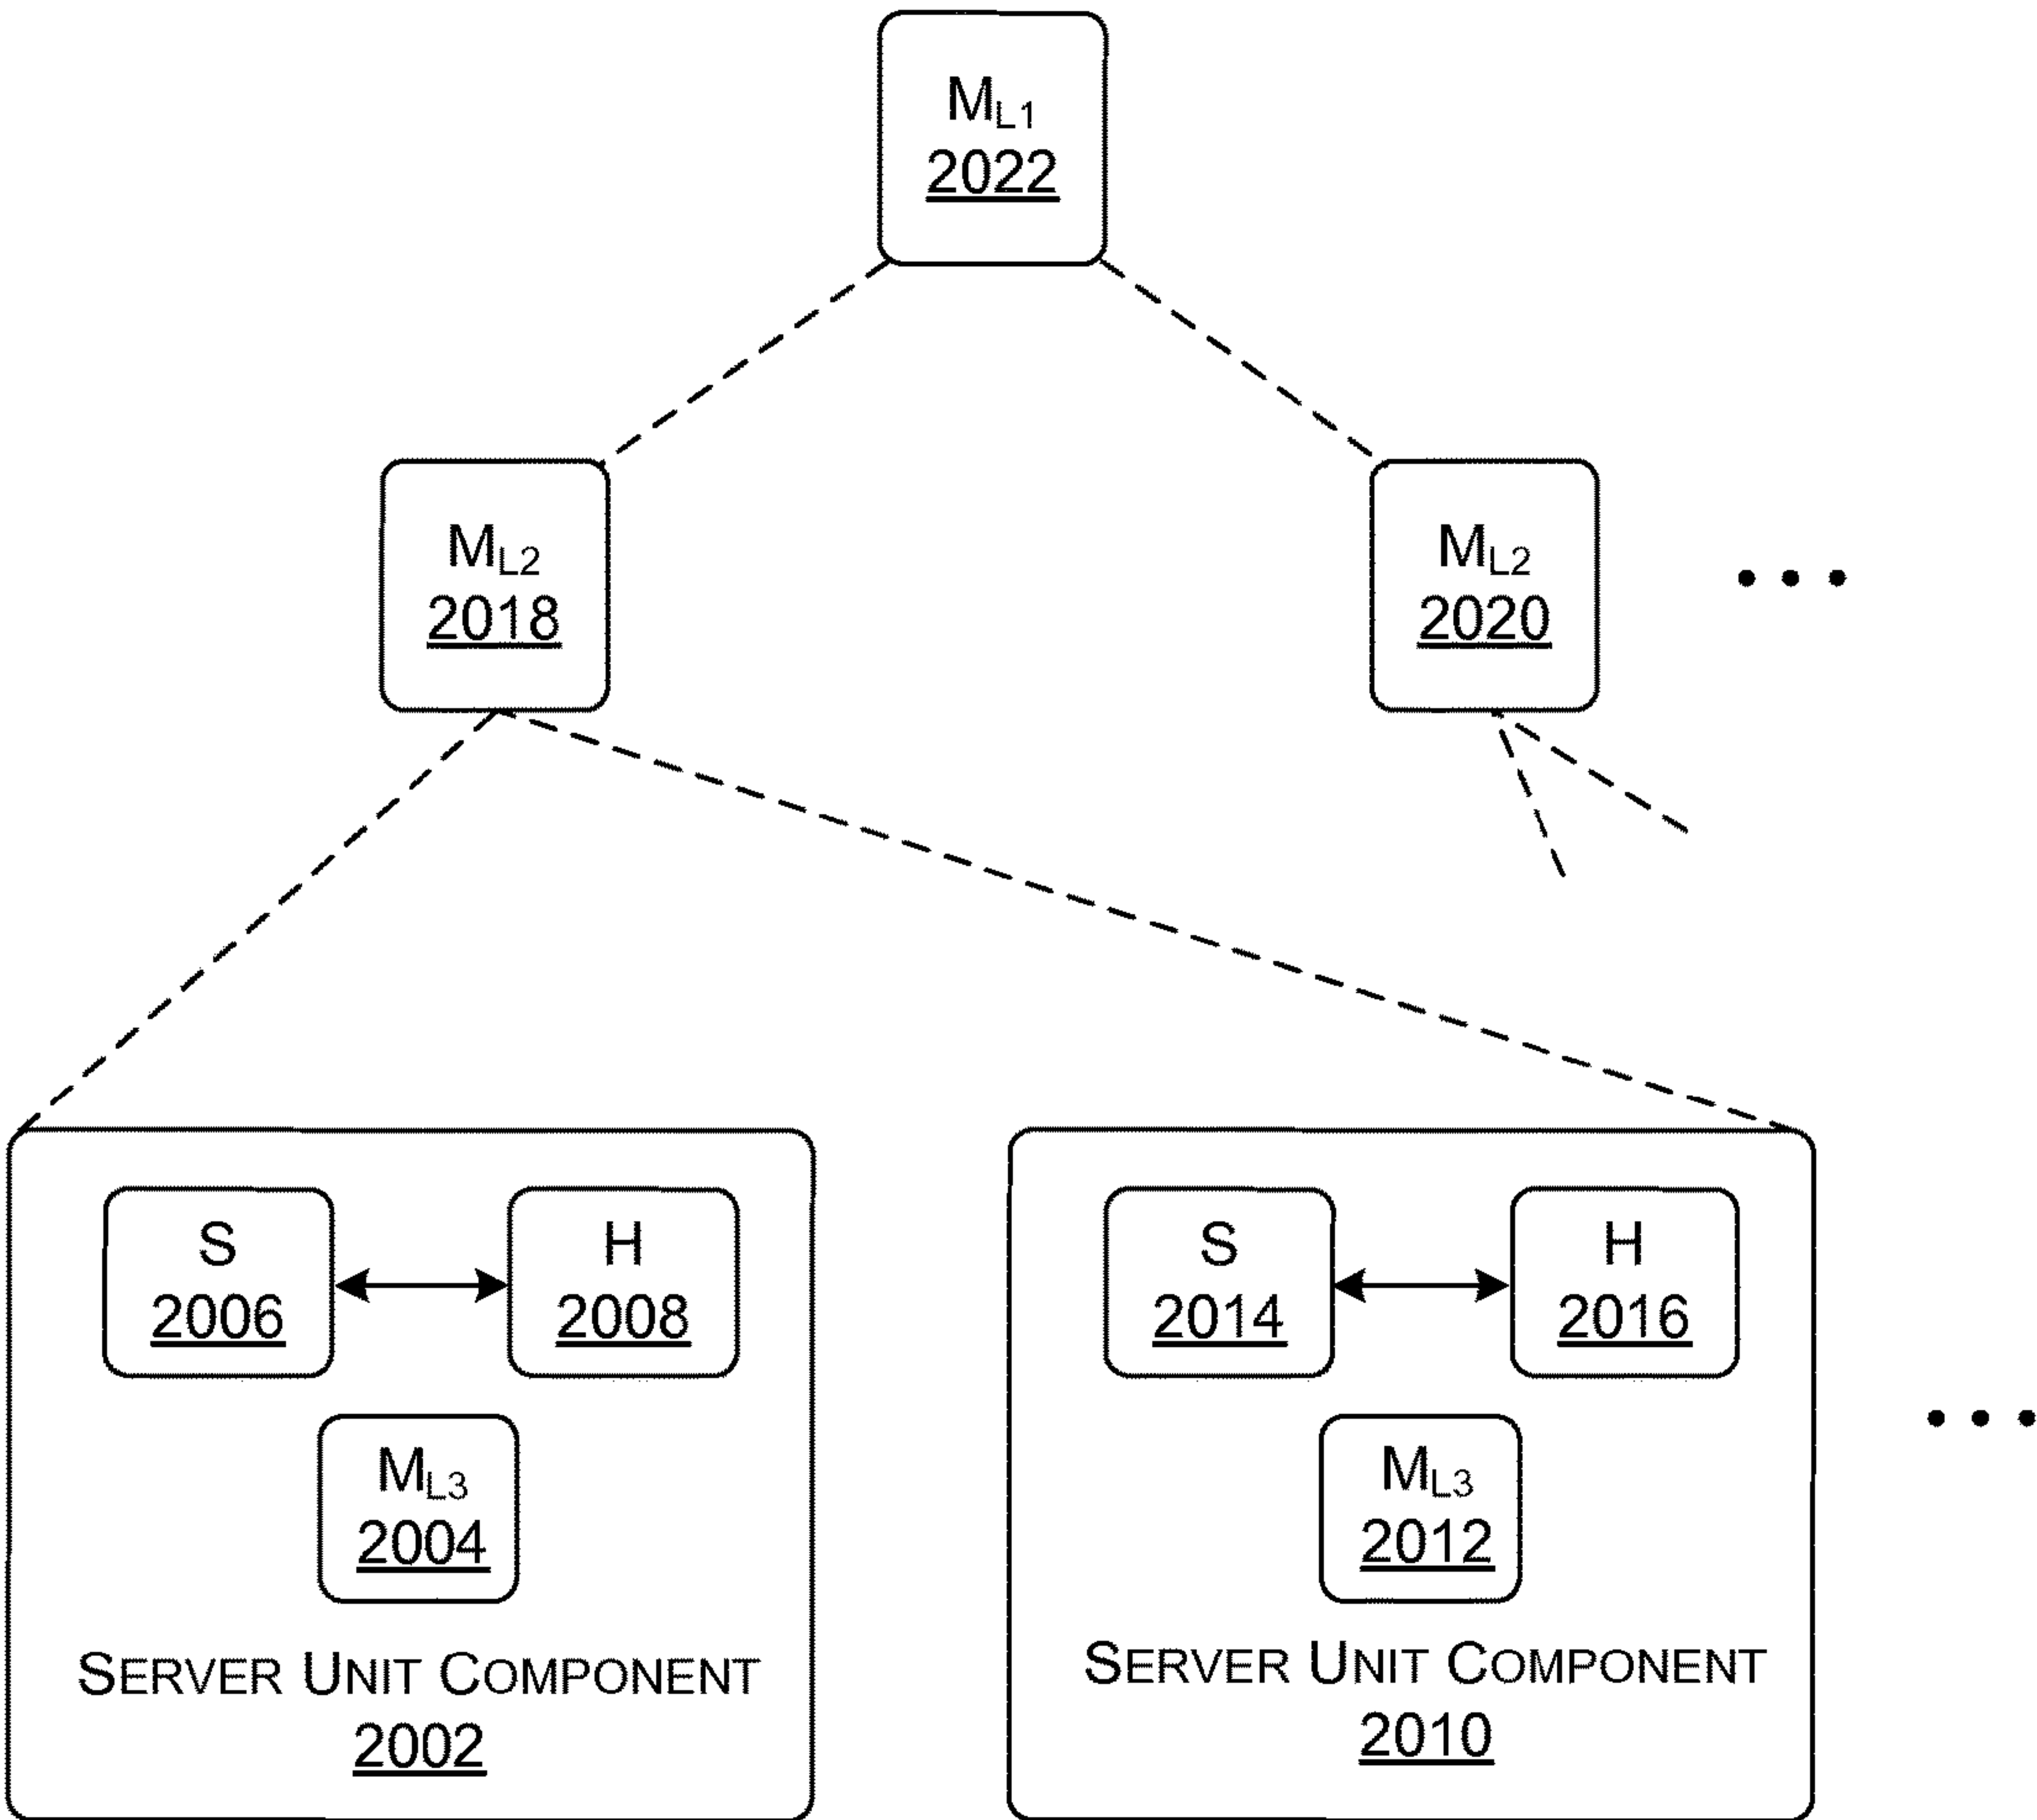 ML1
2022
ML2
2018
ML2
2020
• • •
S
2006
H
2008
ML3
2004
SERVER UNIT COMPONENT
2002
S
2014
H
2016
ML3
2012
SERVER UNIT COMPONENT
2010
• • •